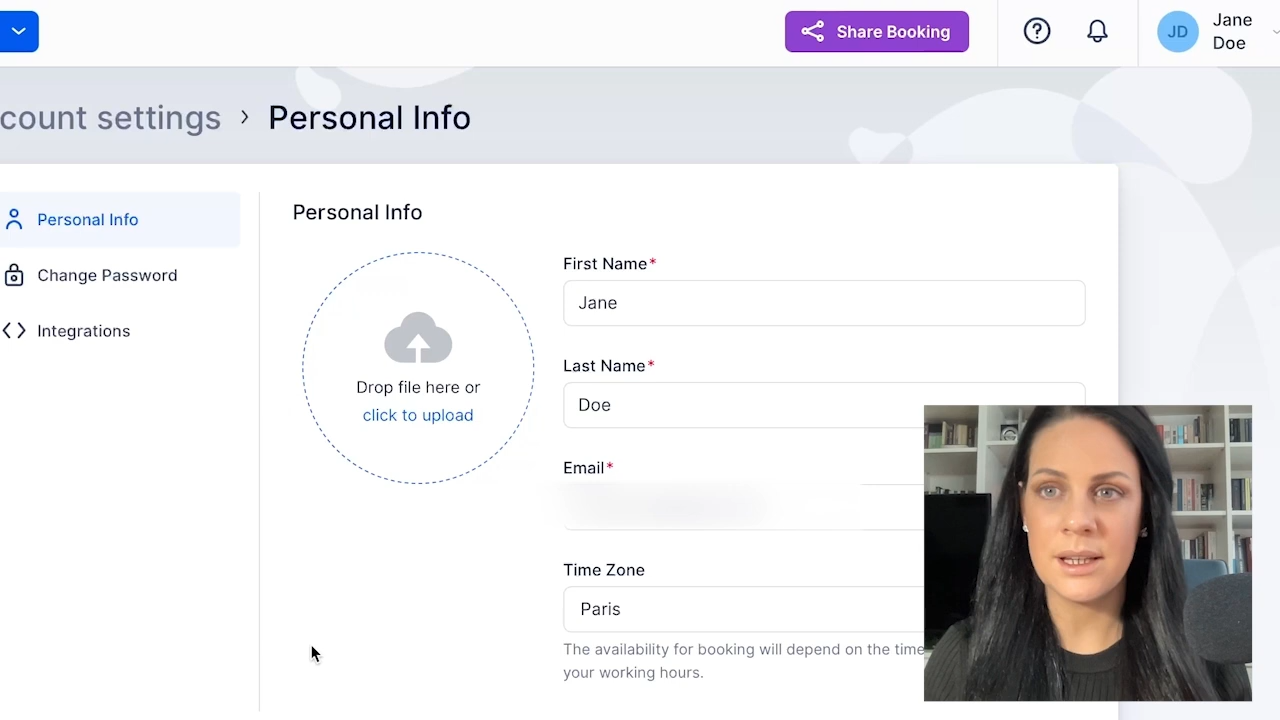 Share Booking
JD
Jane
Doe
count settings › Personal Info
Personal Info
Change Password
Integrations
Personal Info
Drop file here or
click to upload
First Name*
Jane
Last Name*
Doe
Email*
Time Zone
Paris
The availability for booking will depend on the time
your working hours.